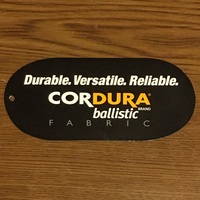 Durable. Versatile. Reliable.
CORDURA®
BRAND
ballistic
FABRIC